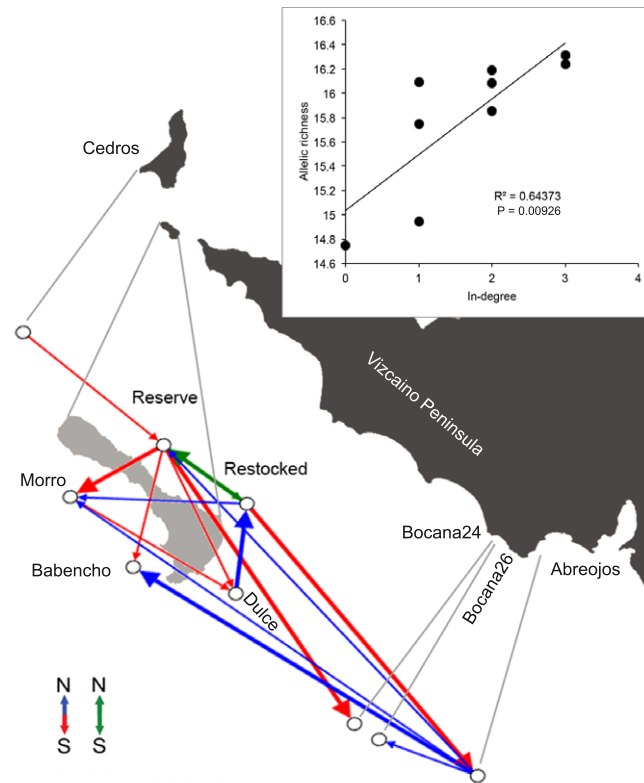 Cedros
16.6
16.4
16.2
16
15.8
15.6
15.4
15.2
15
14.8
14.6
Allelic richness
R² = 0.64373
P = 0.00926
0
1
2
3
4
In-degree
Vizcaino Peninsula
Reserve
Morro
Restocked
Babencho
Dulce
Bocana24
Bocana26
Abreojos
N N
S S